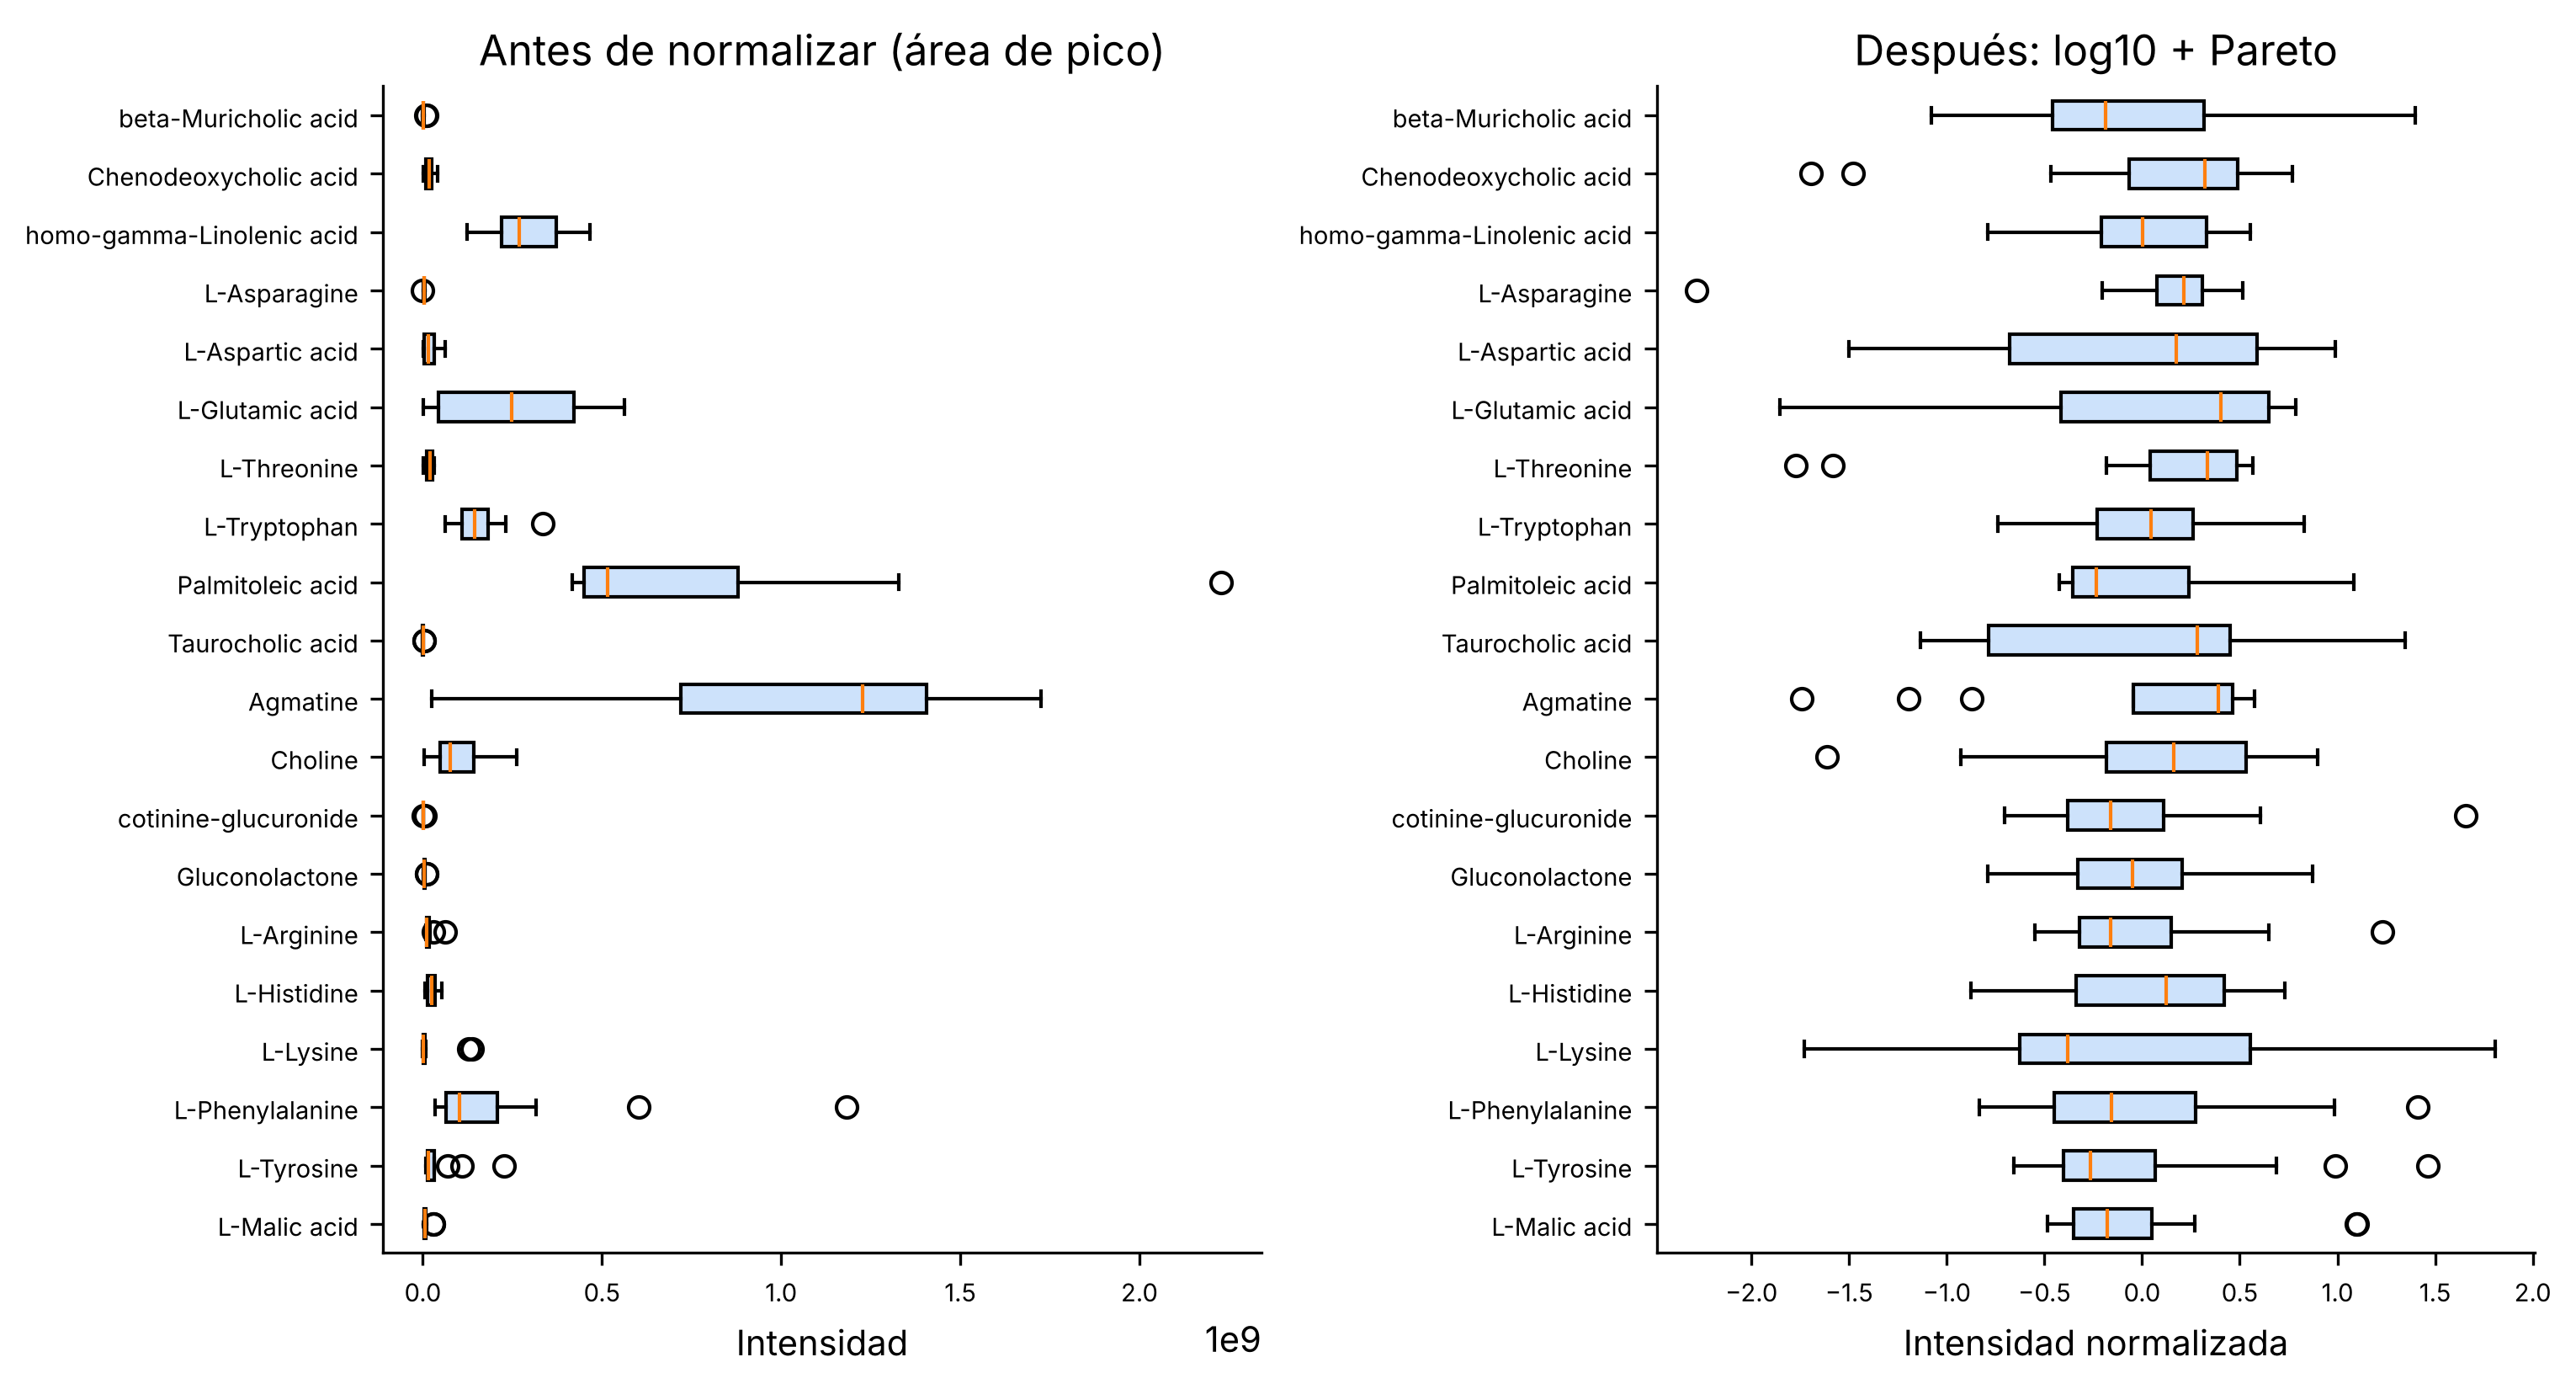 Antes de normalizar (área de pico)
beta-Muricholic acid
Chenodeoxycholic acid
homo-gamma-Linolenic acid
L-Asparagine
L-Aspartic acid
L-Glutamic acid
L-Threonine
L-Tryptophan
Palmitoleic acid
Taurocholic acid
Agmatine
Choline
cotinine-glucuronide
Gluconolactone
L-Arginine
L-Histidine
L-Lysine
L-Phenylalanine
L-Tyrosine
L-Malic acid
0.0 0.5 1.0 1.5 2.0
Intensidad
1e9
Después: log10 + Pareto
beta-Muricholic acid
Chenodeoxycholic acid
homo-gamma-Linolenic acid
L-Asparagine
L-Aspartic acid
L-Glutamic acid
L-Threonine
L-Tryptophan
Palmitoleic acid
Taurocholic acid
Agmatine
Choline
cotinine-glucuronide
Gluconolactone
L-Arginine
L-Histidine
L-Lysine
L-Phenylalanine
L-Tyrosine
L-Malic acid
−2.0 −1.5 −1.0 −0.5 0.0 0.5 1.0 1.5 2.0
Intensidad normalizada